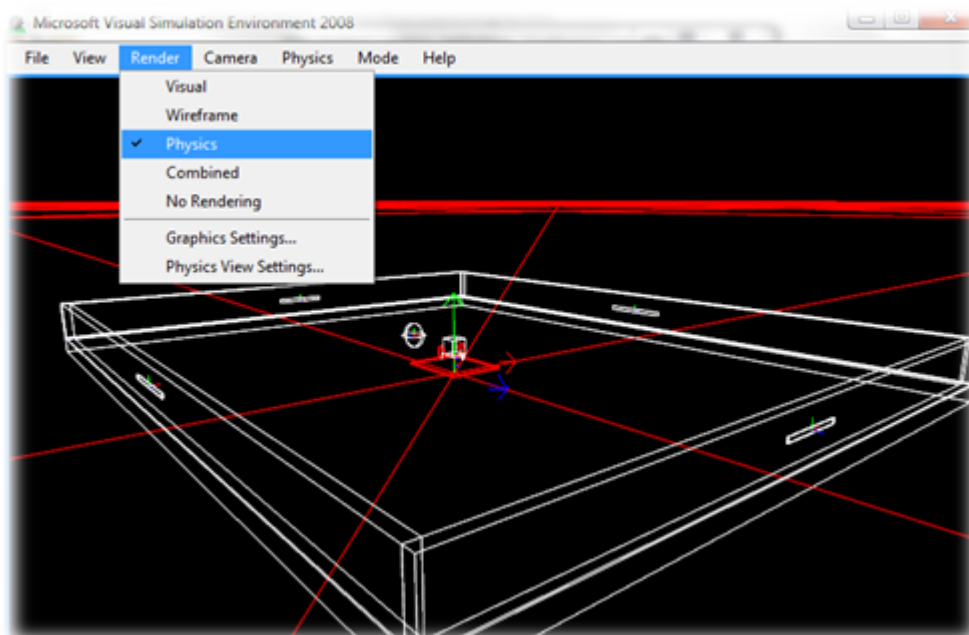 Microsoft Visual Simulation Environment 2008
File View Render Camera Physics Mode Help
Visual
Wireframe
Physics
Combined
No Rendering
Graphics Settings...
Physics View Settings...